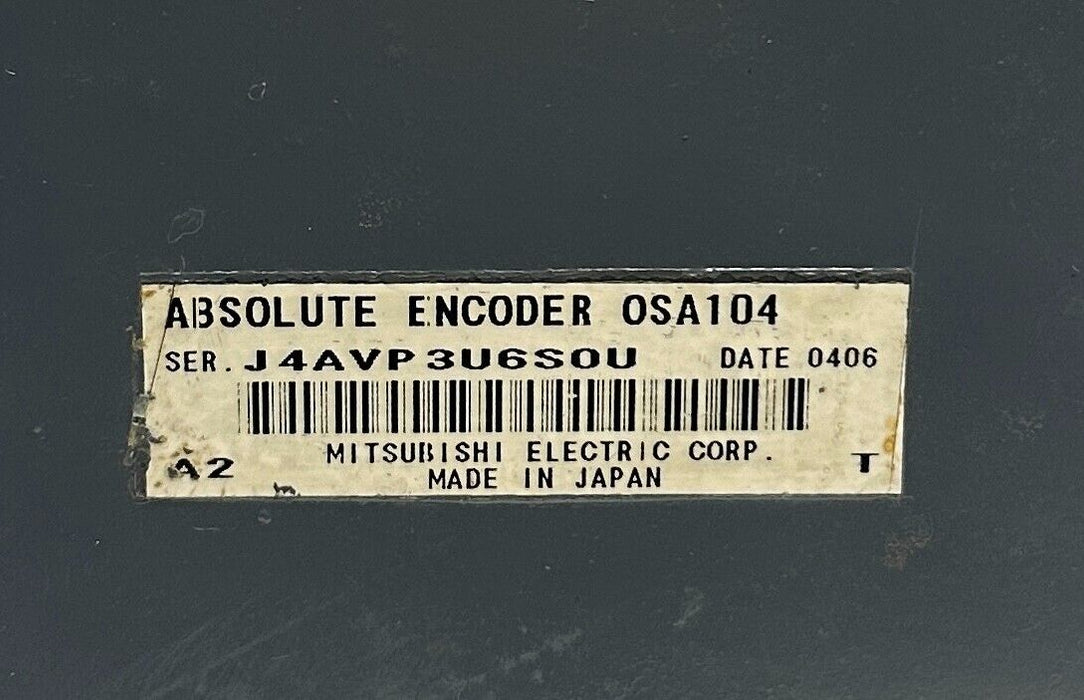 ABSOLUTE ENCODER OSA104
SER. J4AVP3U6S0U DATE 0406
MITSUBISHI ELECTRIC CORP.
A2 T
MADE IN JAPAN